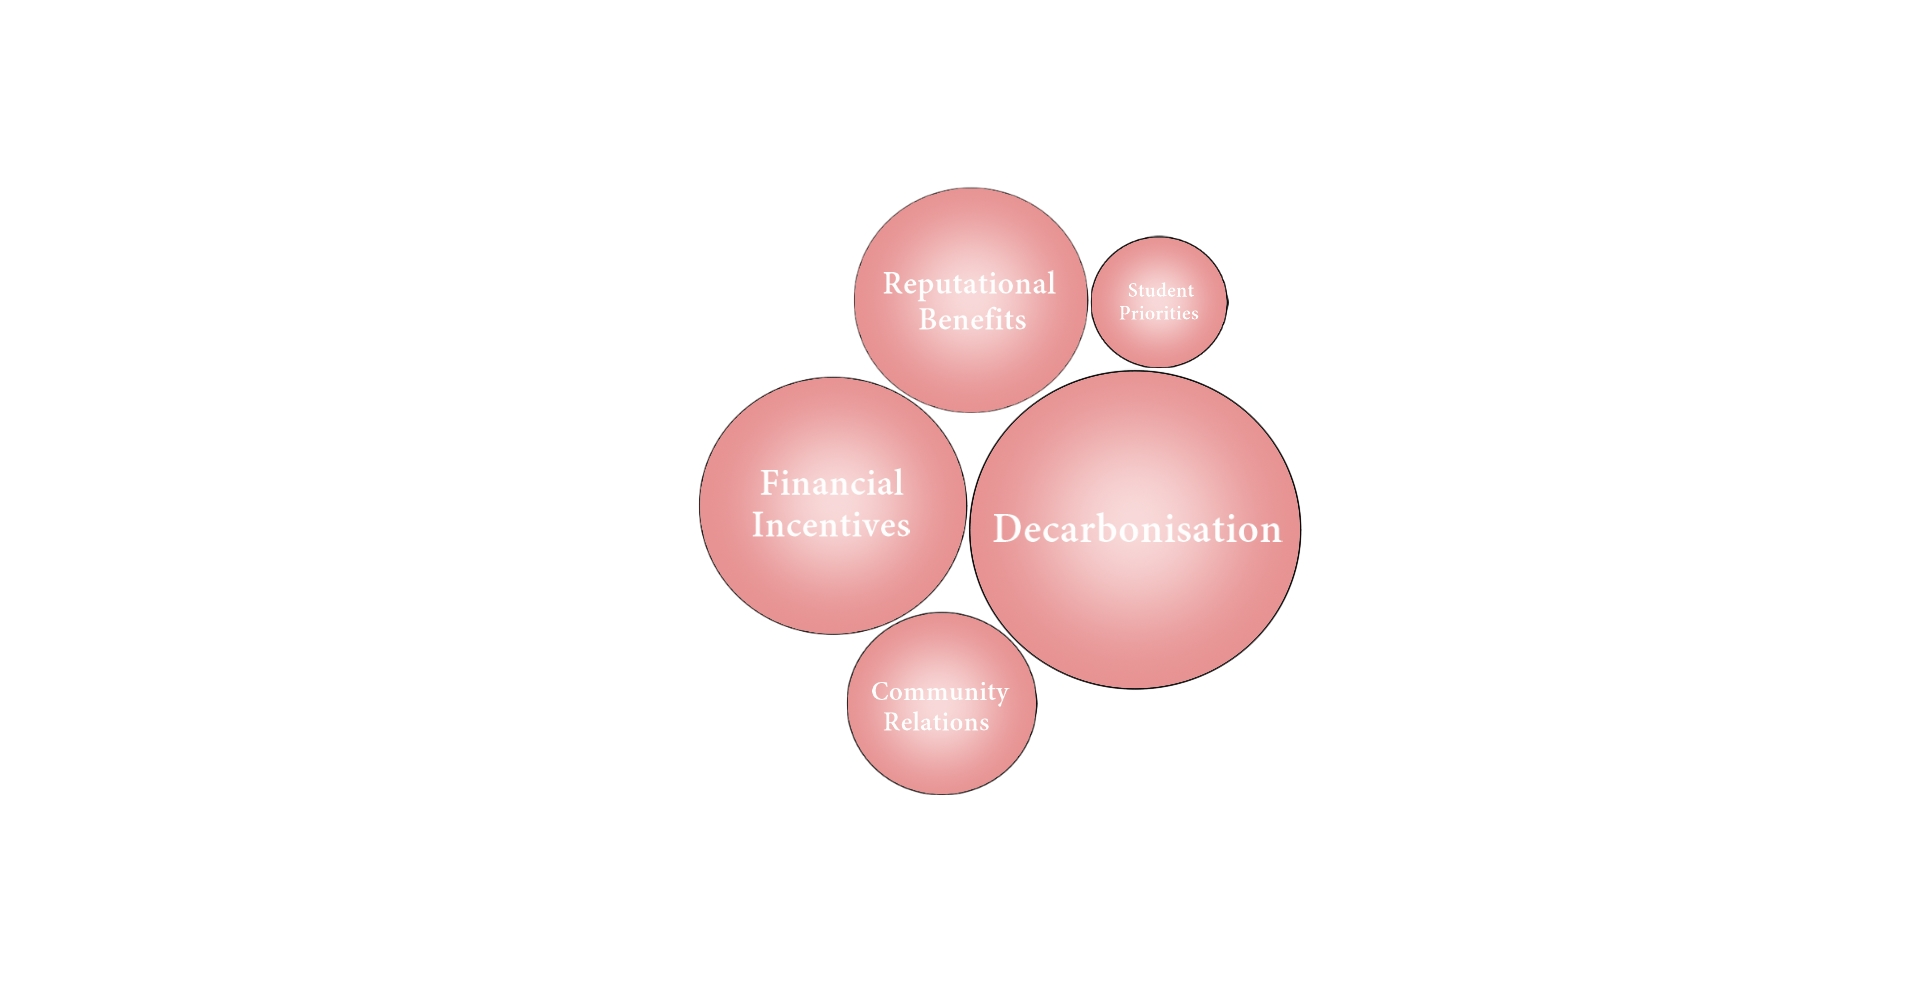 Reputational
Benefits
Student
Priorities
Financial
Incentives
Decarbonisation
Community
Relations